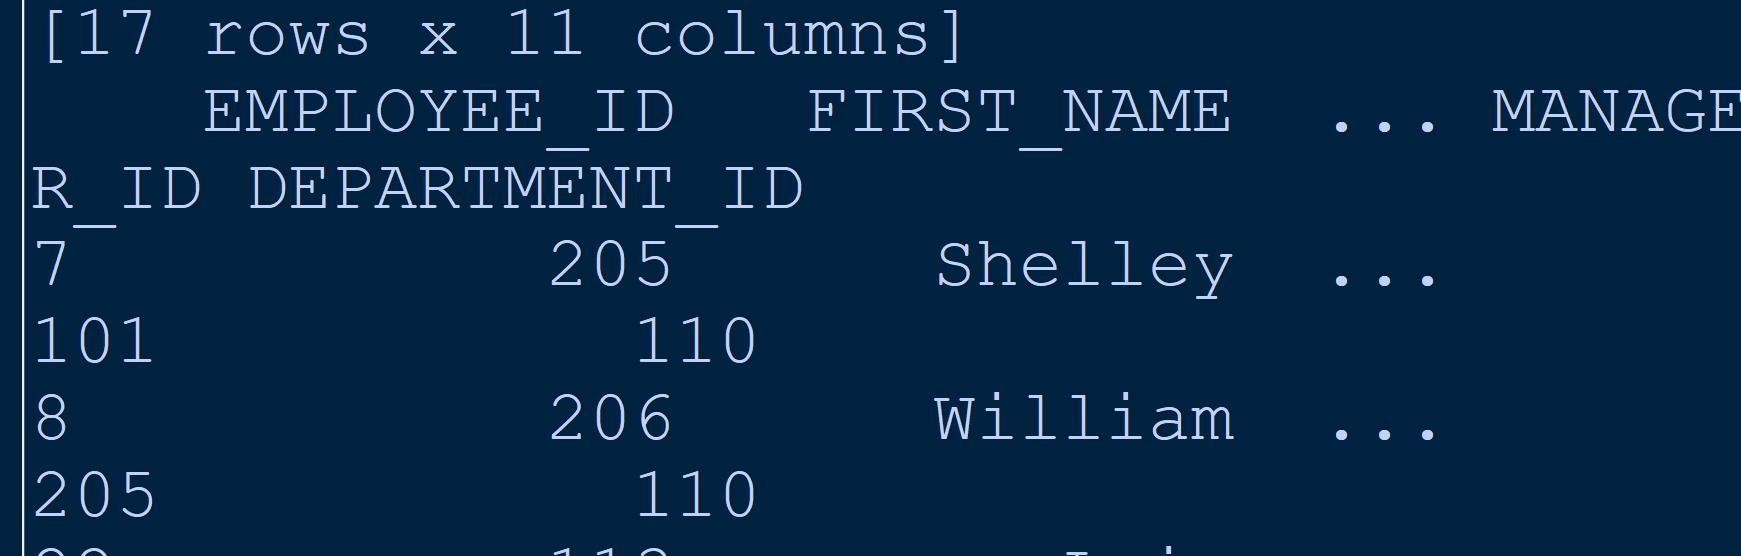 [17 rows x 11 columns]
EMPLOYEE_ID FIRST_NAME ... MANAGE
R_ID DEPARTMENT_ID
7 205 Shelley ...
101 110
8 206 William ...
205 110